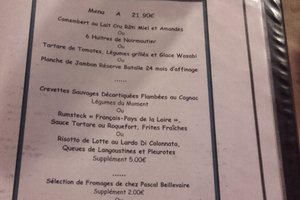 Menu A 21,90€
Camembert au Lait Cru Rôti Miel et Amandes
Ou
6 Huîtres de Noirmoutier
Ou
Tartare de Tomates, Légumes grillés et Glace Wasabi
Ou
Planche de Jambon Réserve Batalle 24 mois d'affinage
Crevettes Sauvages Décortiquées Flambées au Cognac
Légumes du Moment
Ou
Rumsteck « Français-Pays de la Loire »,
Sauce Tartare ou Roquefort, Frites Fraîches
Ou
Risotto de Lotte au Lardo Di Colonnata,
Queues de Langoustines et Pleurotes
Supplément 5,00€
Sélection de Fromages de chez Pascal Beillevaire
Supplément 2,00€
Ou